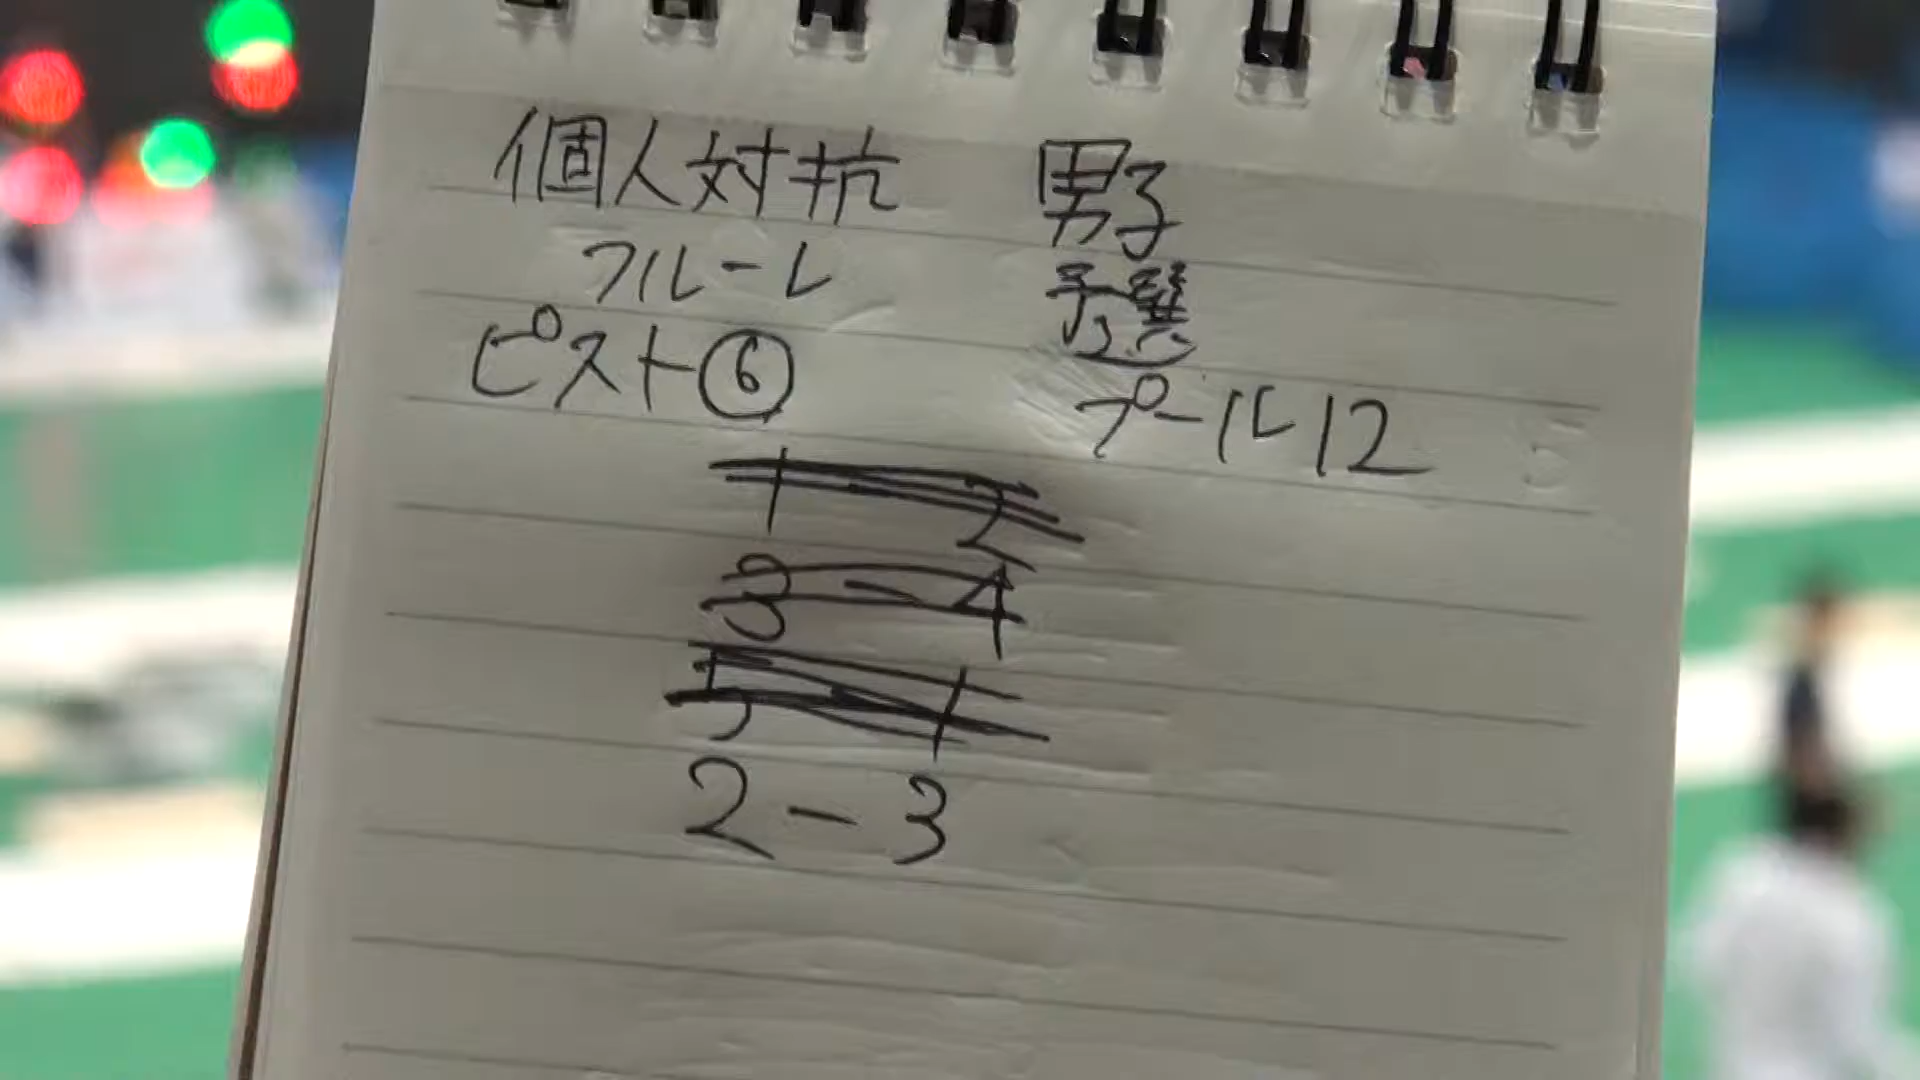 個人対抗 男子
フルーレ 予選
ピスト⑥ プール12
1 - 2
3 - 4
5 - 1
2 - 3